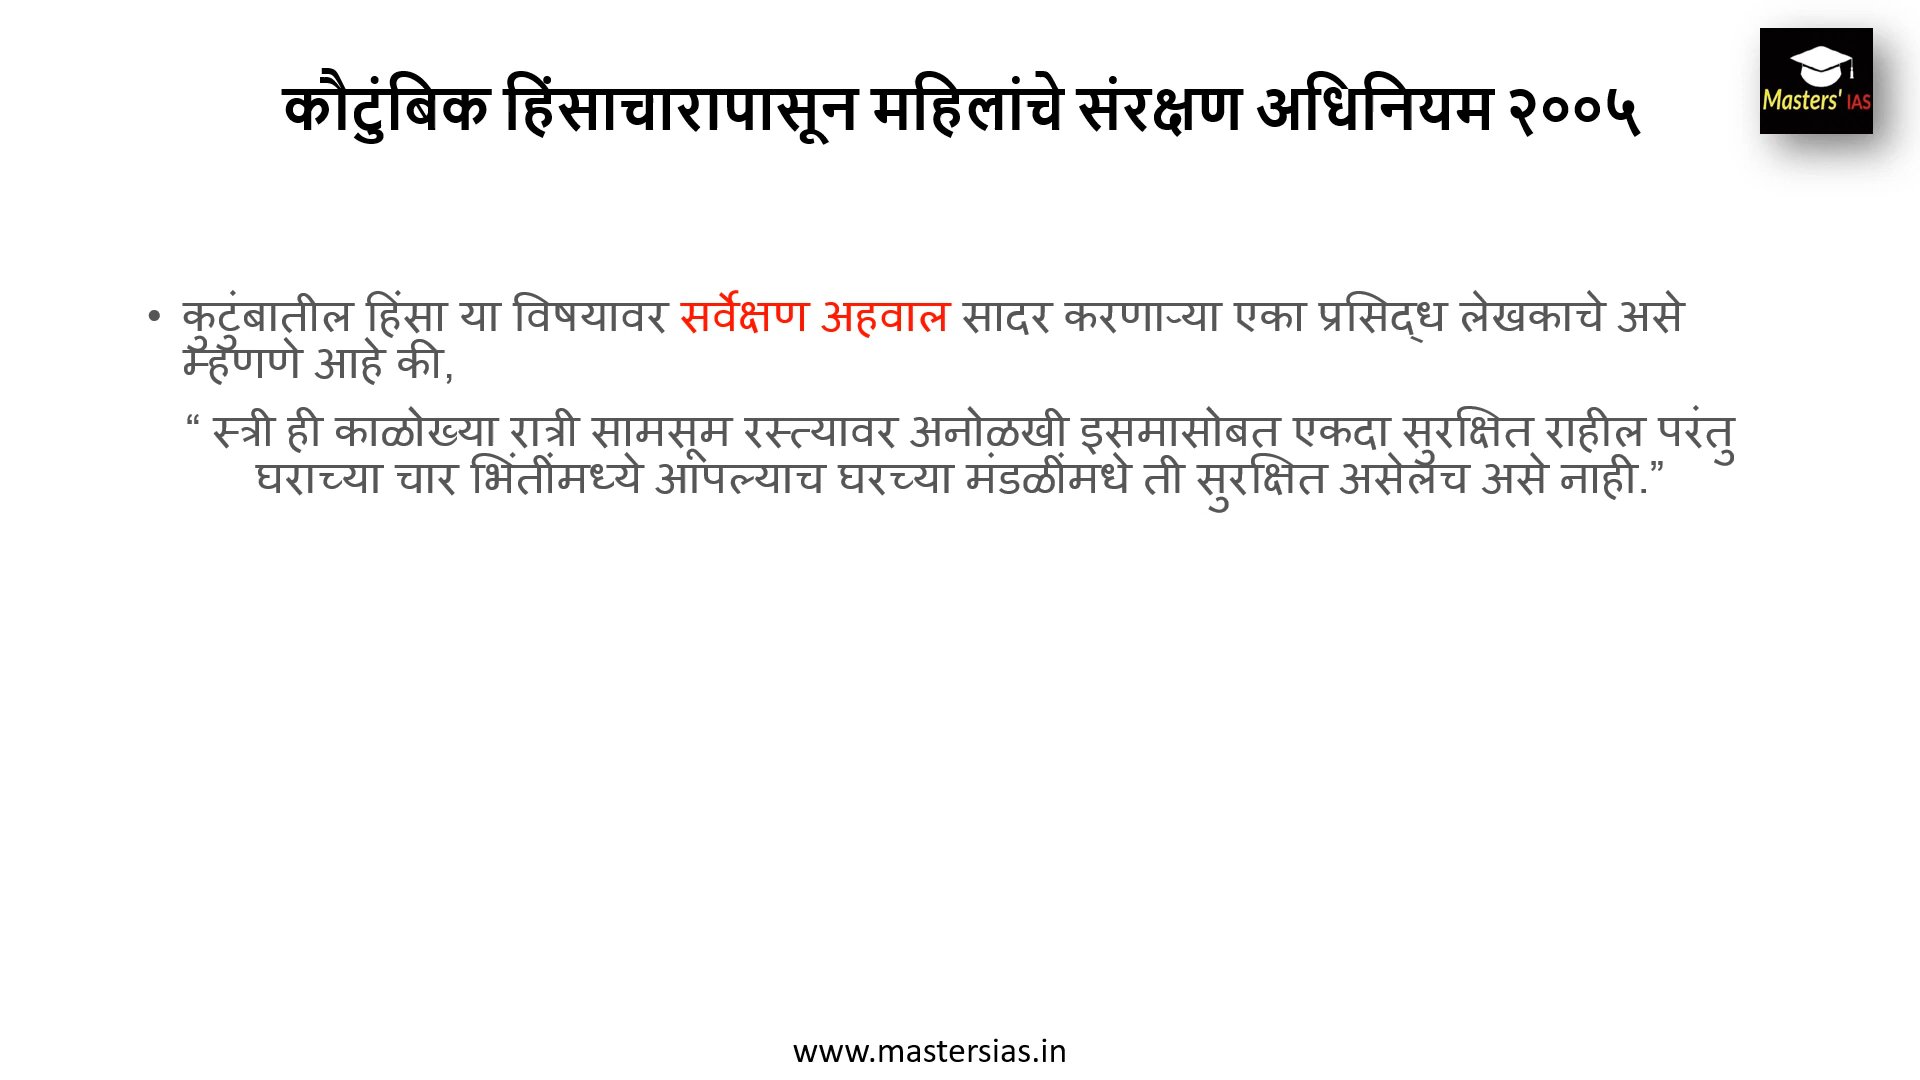 कौटुंबिक हिंसाचारापासून महिलांचे संरक्षण अधिनियम २००५
Masters' IAS
• कुटुंबातील हिंसा या विषयावर सर्वेक्षण अहवाल सादर करणाऱ्या एका प्रसिद्ध लेखकाचे असे
म्हणणे आहे की,
“ स्त्री ही काळोख्या रात्री सामसूम रस्त्यावर अनोळखी इसमासोबत एकदा सुरक्षित राहील परंतु
घराच्या चार भिंतींमध्ये आपल्याच घरच्या मंडळींमधे ती सुरक्षित असेलच असे नाही.”
www.mastersias.in